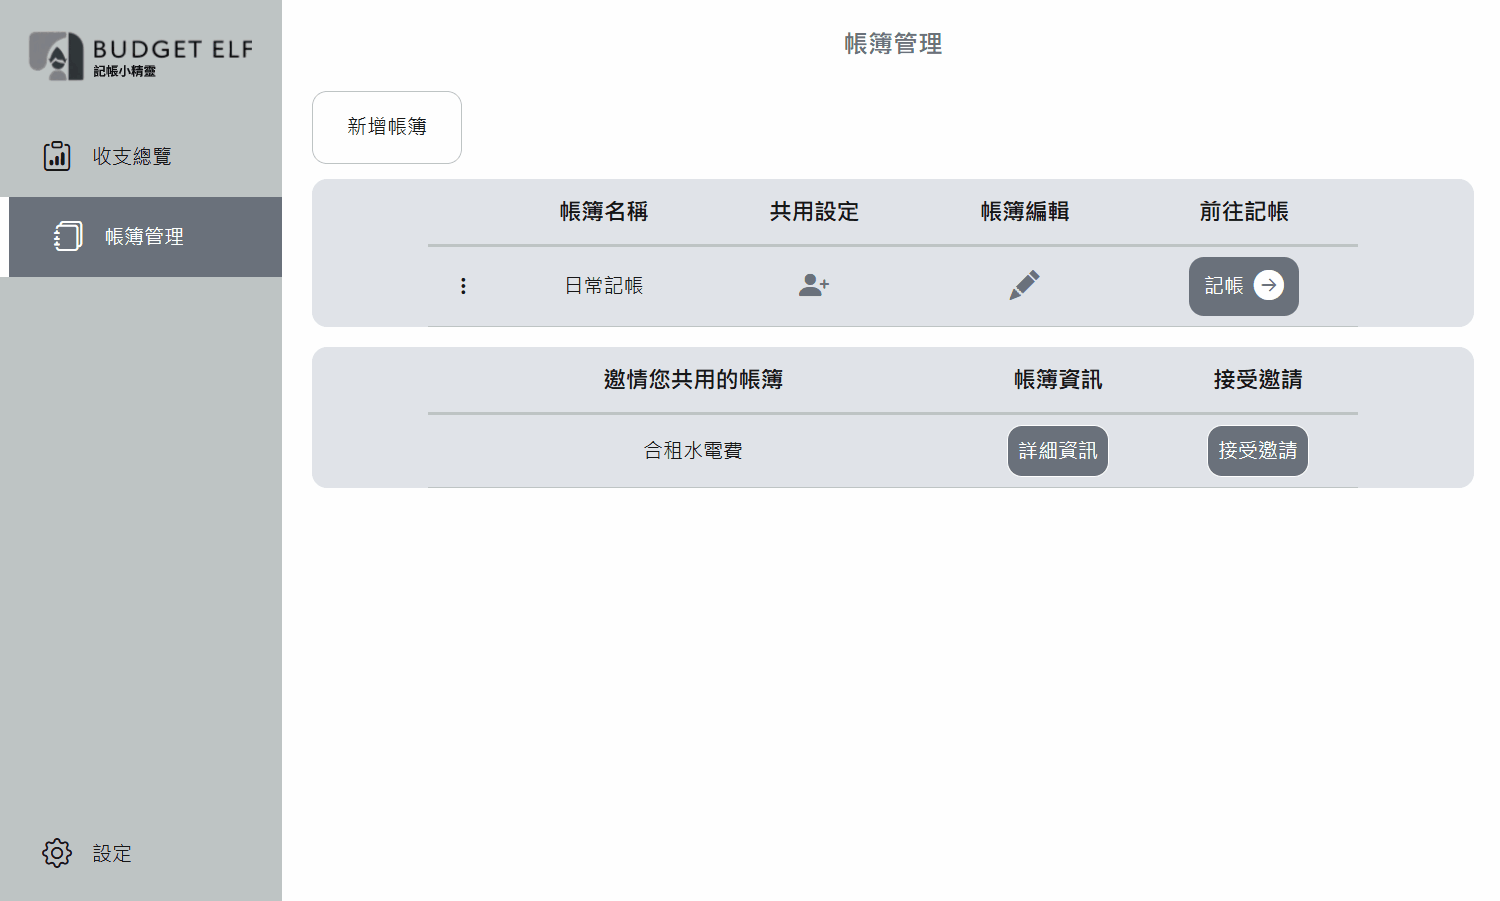 BUDGET ELF
記帳小精靈
收支總覽
帳簿管理
設定
帳簿管理
新增帳簿
帳簿名稱 共用設定 帳簿編輯 前往記帳
日常記帳 記帳
邀情您共用的帳簿 帳簿資訊 接受邀請
合租水電費 詳細資訊 接受邀請